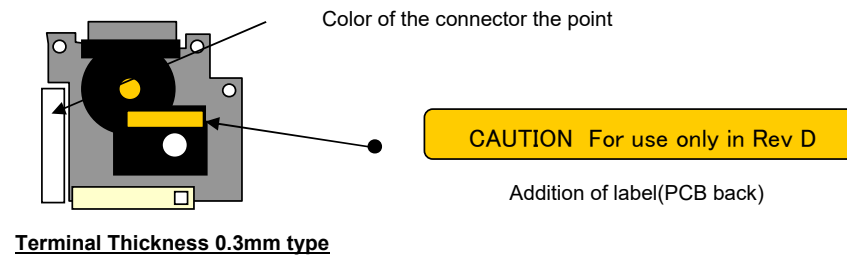 Color of the connector the point
CAUTION  For use only in Rev D
Addition of label(PCB back)
Terminal Thickness 0.3mm type